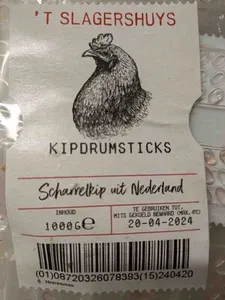 'T SLAGERSHUYS
KIPDRUMSTICKS
Scharrelkip uit Nederland
INHOUD
1000G℮
TE GEBRUIKEN TOT.
MITS GEKOELD BEWAARD (MAX. 4°C)
20-04-2024
(01)08720326078393(15)240420